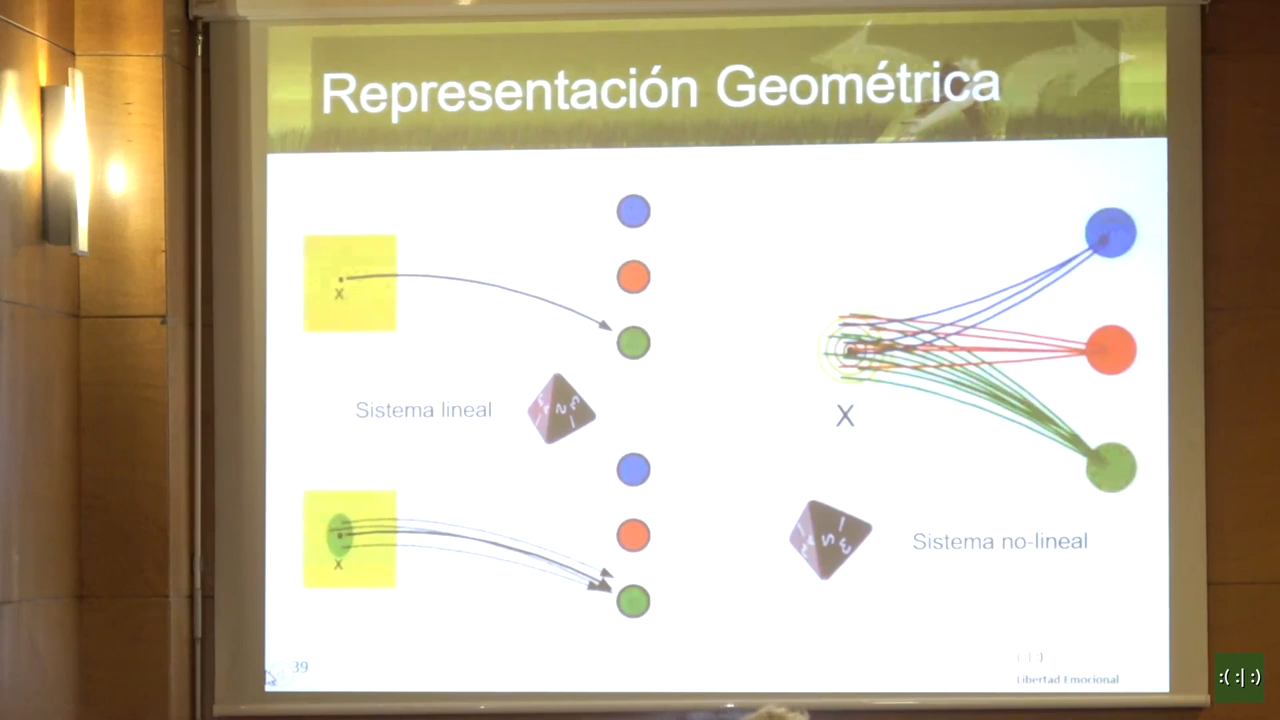 Representación Geométrica
x
Sistema lineal
x
X
Sistema no-lineal
39
( | :)
Libertad Emocional
:( :| :)